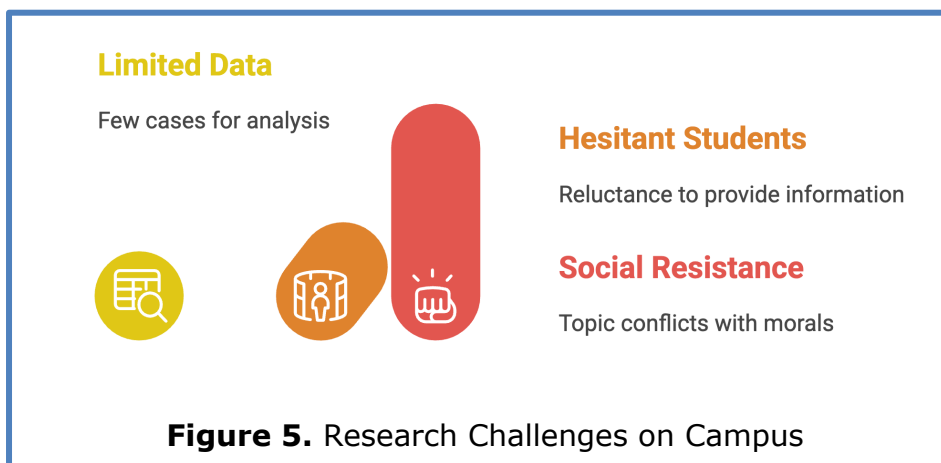 Limited Data
Few cases for analysis
Hesitant Students
Reluctance to provide information
Social Resistance
Topic conflicts with morals
Figure 5. Research Challenges on Campus